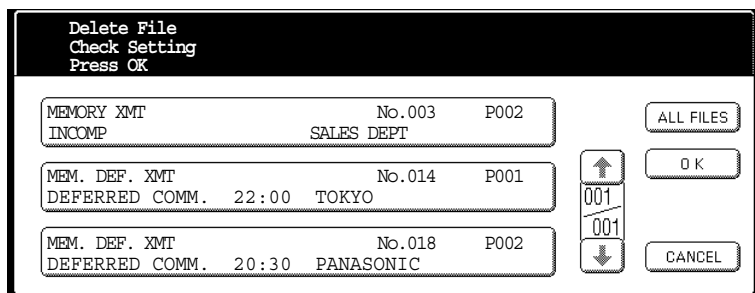 Delete File
Check Setting
Press OK
MEMORY XMT No.003 P002
INCOMP SALES DEPT
ALL FILES
MEM. DEF. XMT No.014 P001
DEFERRED COMM. 22:00 TOKYO
OK
001
001
MEM. DEF. XMT No.018 P002
DEFERRED COMM. 20:30 PANASONIC
CANCEL